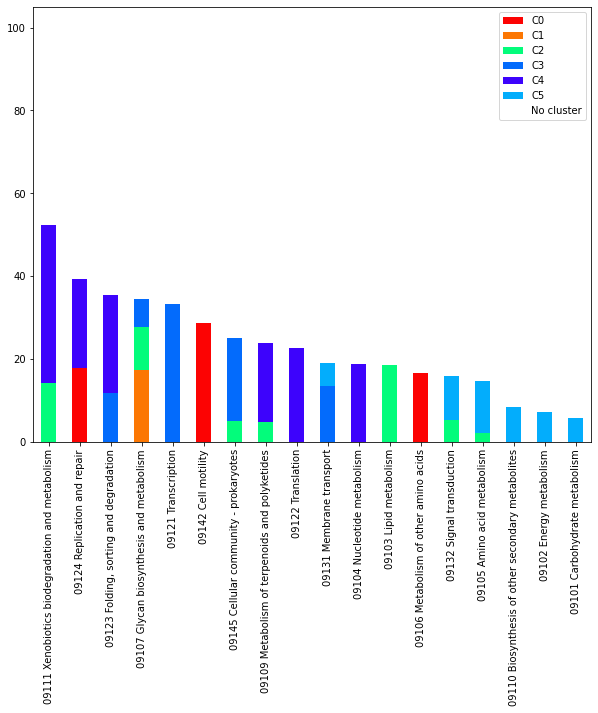 100
80
60
40
20
0
C0
C1
C2
C3
C4
C5
No cluster
09111 Xenobiotics biodegradation and metabolism
09124 Replication and repair
09123 Folding, sorting and degradation
09107 Glycan biosynthesis and metabolism
09121 Transcription
09142 Cell motility
09145 Cellular community - prokaryotes
09109 Metabolism of terpenoids and polyketides
09122 Translation
09131 Membrane transport
09104 Nucleotide metabolism
09103 Lipid metabolism
09106 Metabolism of other amino acids
09132 Signal transduction
09105 Amino acid metabolism
09110 Biosynthesis of other secondary metabolites
09102 Energy metabolism
09101 Carbohydrate metabolism